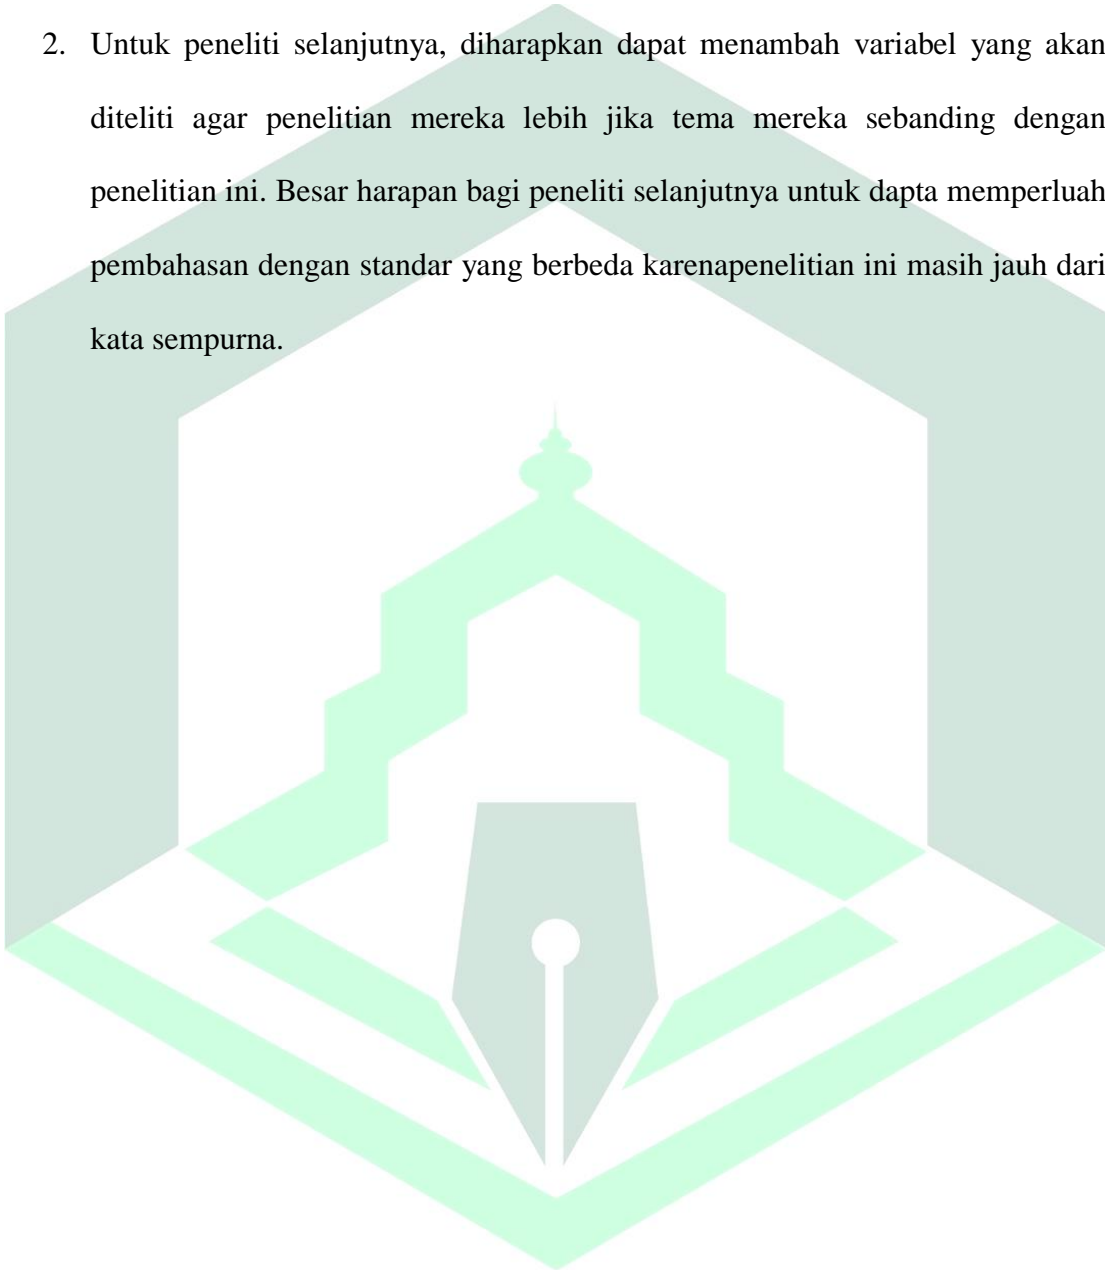 2. Untuk peneliti selanjutnya, diharapkan dapat menambah variabel yang akan
diteliti agar penelitian mereka lebih jika tema mereka sebanding dengan
penelitian ini. Besar harapan bagi peneliti selanjutnya untuk dapta memperluah
pembahasan dengan standar yang berbeda karenapenelitian ini masih jauh dari
kata sempurna.